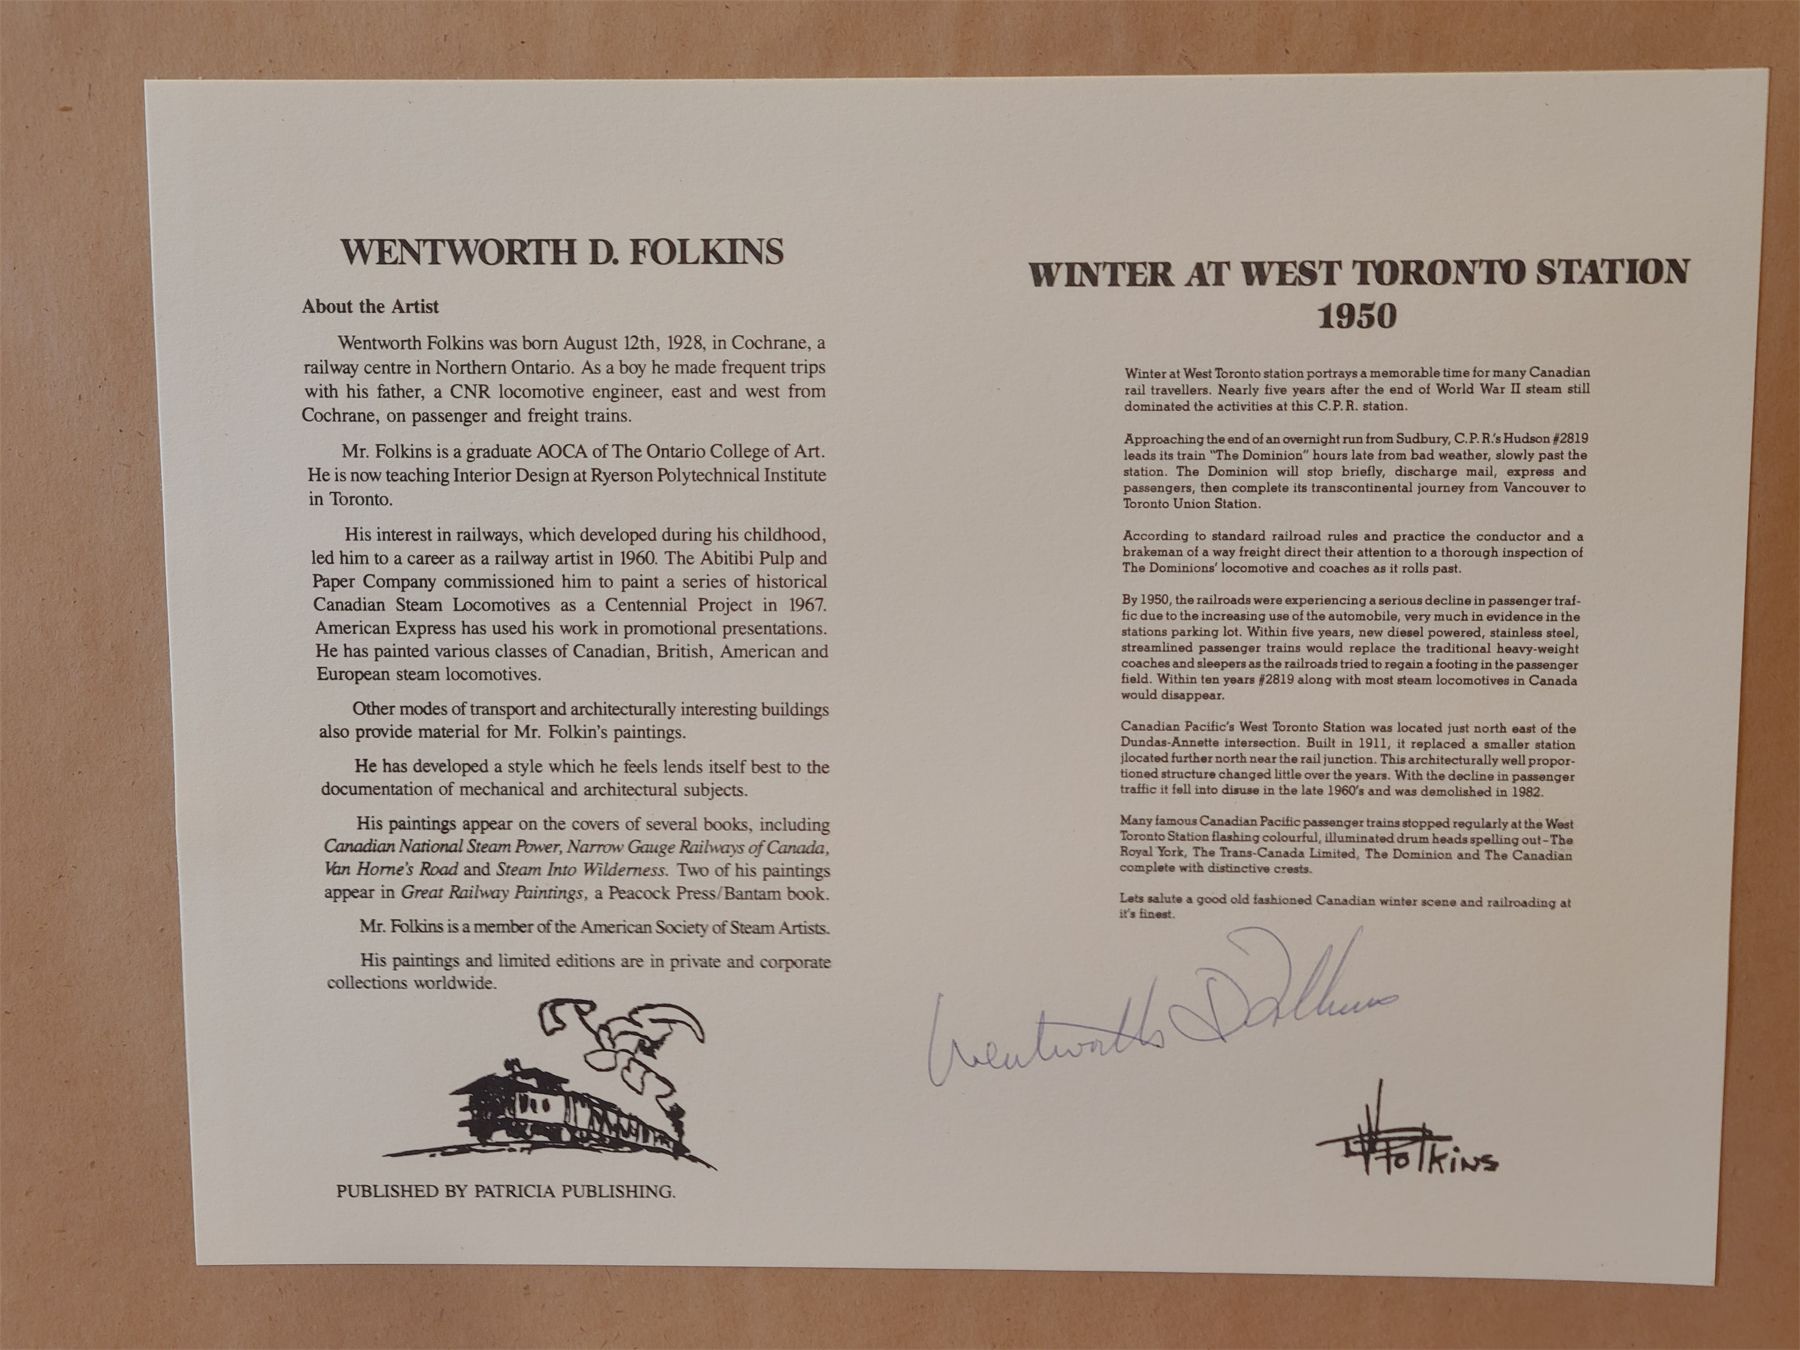 WENTWORTH D. FOLKINS
About the Artist
Wentworth Folkins was born August 12th, 1928, in Cochrane, a
railway centre in Northern Ontario. As a boy he made frequent trips
with his father, a CNR locomotive engineer, east and west from
Cochrane, on passenger and freight trains.
Mr. Folkins is a graduate AOCA of The Ontario College of Art.
He is now teaching Interior Design at Ryerson Polytechnical Institute
in Toronto.
His interest in railways, which developed during his childhood,
led him to a career as a railway artist in 1960. The Abitibi Pulp and
Paper Company commissioned him to paint a series of historical
Canadian Steam Locomotives as a Centennial Project in 1967.
American Express has used his work in promotional presentations.
He has painted various classes of Canadian, British, American and
European steam locomotives.
Other modes of transport and architecturally interesting buildings
also provide material for Mr. Folkin's paintings.
He has developed a style which he feels lends itself best to the
documentation of mechanical and architectural subjects.
His paintings appear on the covers of several books, including
Canadian National Steam Power, Narrow Gauge Railways of Canada,
Van Horne's Road and Steam Into Wilderness. Two of his paintings
appear in Great Railway Paintings, a Peacock Press/Bantam book.
Mr. Folkins is a member of the American Society of Steam Artists.
His paintings and limited editions are in private and corporate
collections worldwide.
PUBLISHED BY PATRICIA PUBLISHING.
WINTER AT WEST TORONTO STATION
1950
Winter at West Toronto station portrays a memorable time for many Canadian
rail travellers. Nearly five years after the end of World War II steam still
dominated the activities at this C.P.R. station.
Approaching the end of an overnight run from Sudbury, C.P.R.'s Hudson #2819
leads its train "The Dominion" hours late from bad weather, slowly past the
station. The Dominion will stop briefly, discharge mail, express and
passengers, then complete its transcontinental journey from Vancouver to
Toronto Union Station.
According to standard railroad rules and practice the conductor and a
brakeman of a way freight direct their attention to a thorough inspection of
The Dominions' locomotive and coaches as it rolls past.
By 1950, the railroads were experiencing a serious decline in passenger traf-
fic due to the increasing use of the automobile, very much in evidence in the
stations parking lot. Within five years, new diesel powered, stainless steel,
streamlined passenger trains would replace the traditional heavy-weight
coaches and sleepers as the railroads tried to regain a footing in the passenger
field. Within ten years #2819 along with most steam locomotives in Canada
would disappear.
Canadian Pacific's West Toronto Station was located just north east of the
Dundas-Annette intersection. Built in 1911, it replaced a smaller station
jlocated further north near the rail junction. This architecturally well propor-
tioned structure changed little over the years. With the decline in passenger
traffic it fell into disuse in the late 1960's and was demolished in 1982.
Many famous Canadian Pacific passenger trains stopped regularly at the West
Toronto Station flashing colourful, illuminated drum heads spelling out–The
Royal York, The Trans-Canada Limited, The Dominion and The Canadian
complete with distinctive crests.
Lets salute a good old fashioned Canadian winter scene and railroading at
it's finest.
Wentworth D Folkins
W Folkins